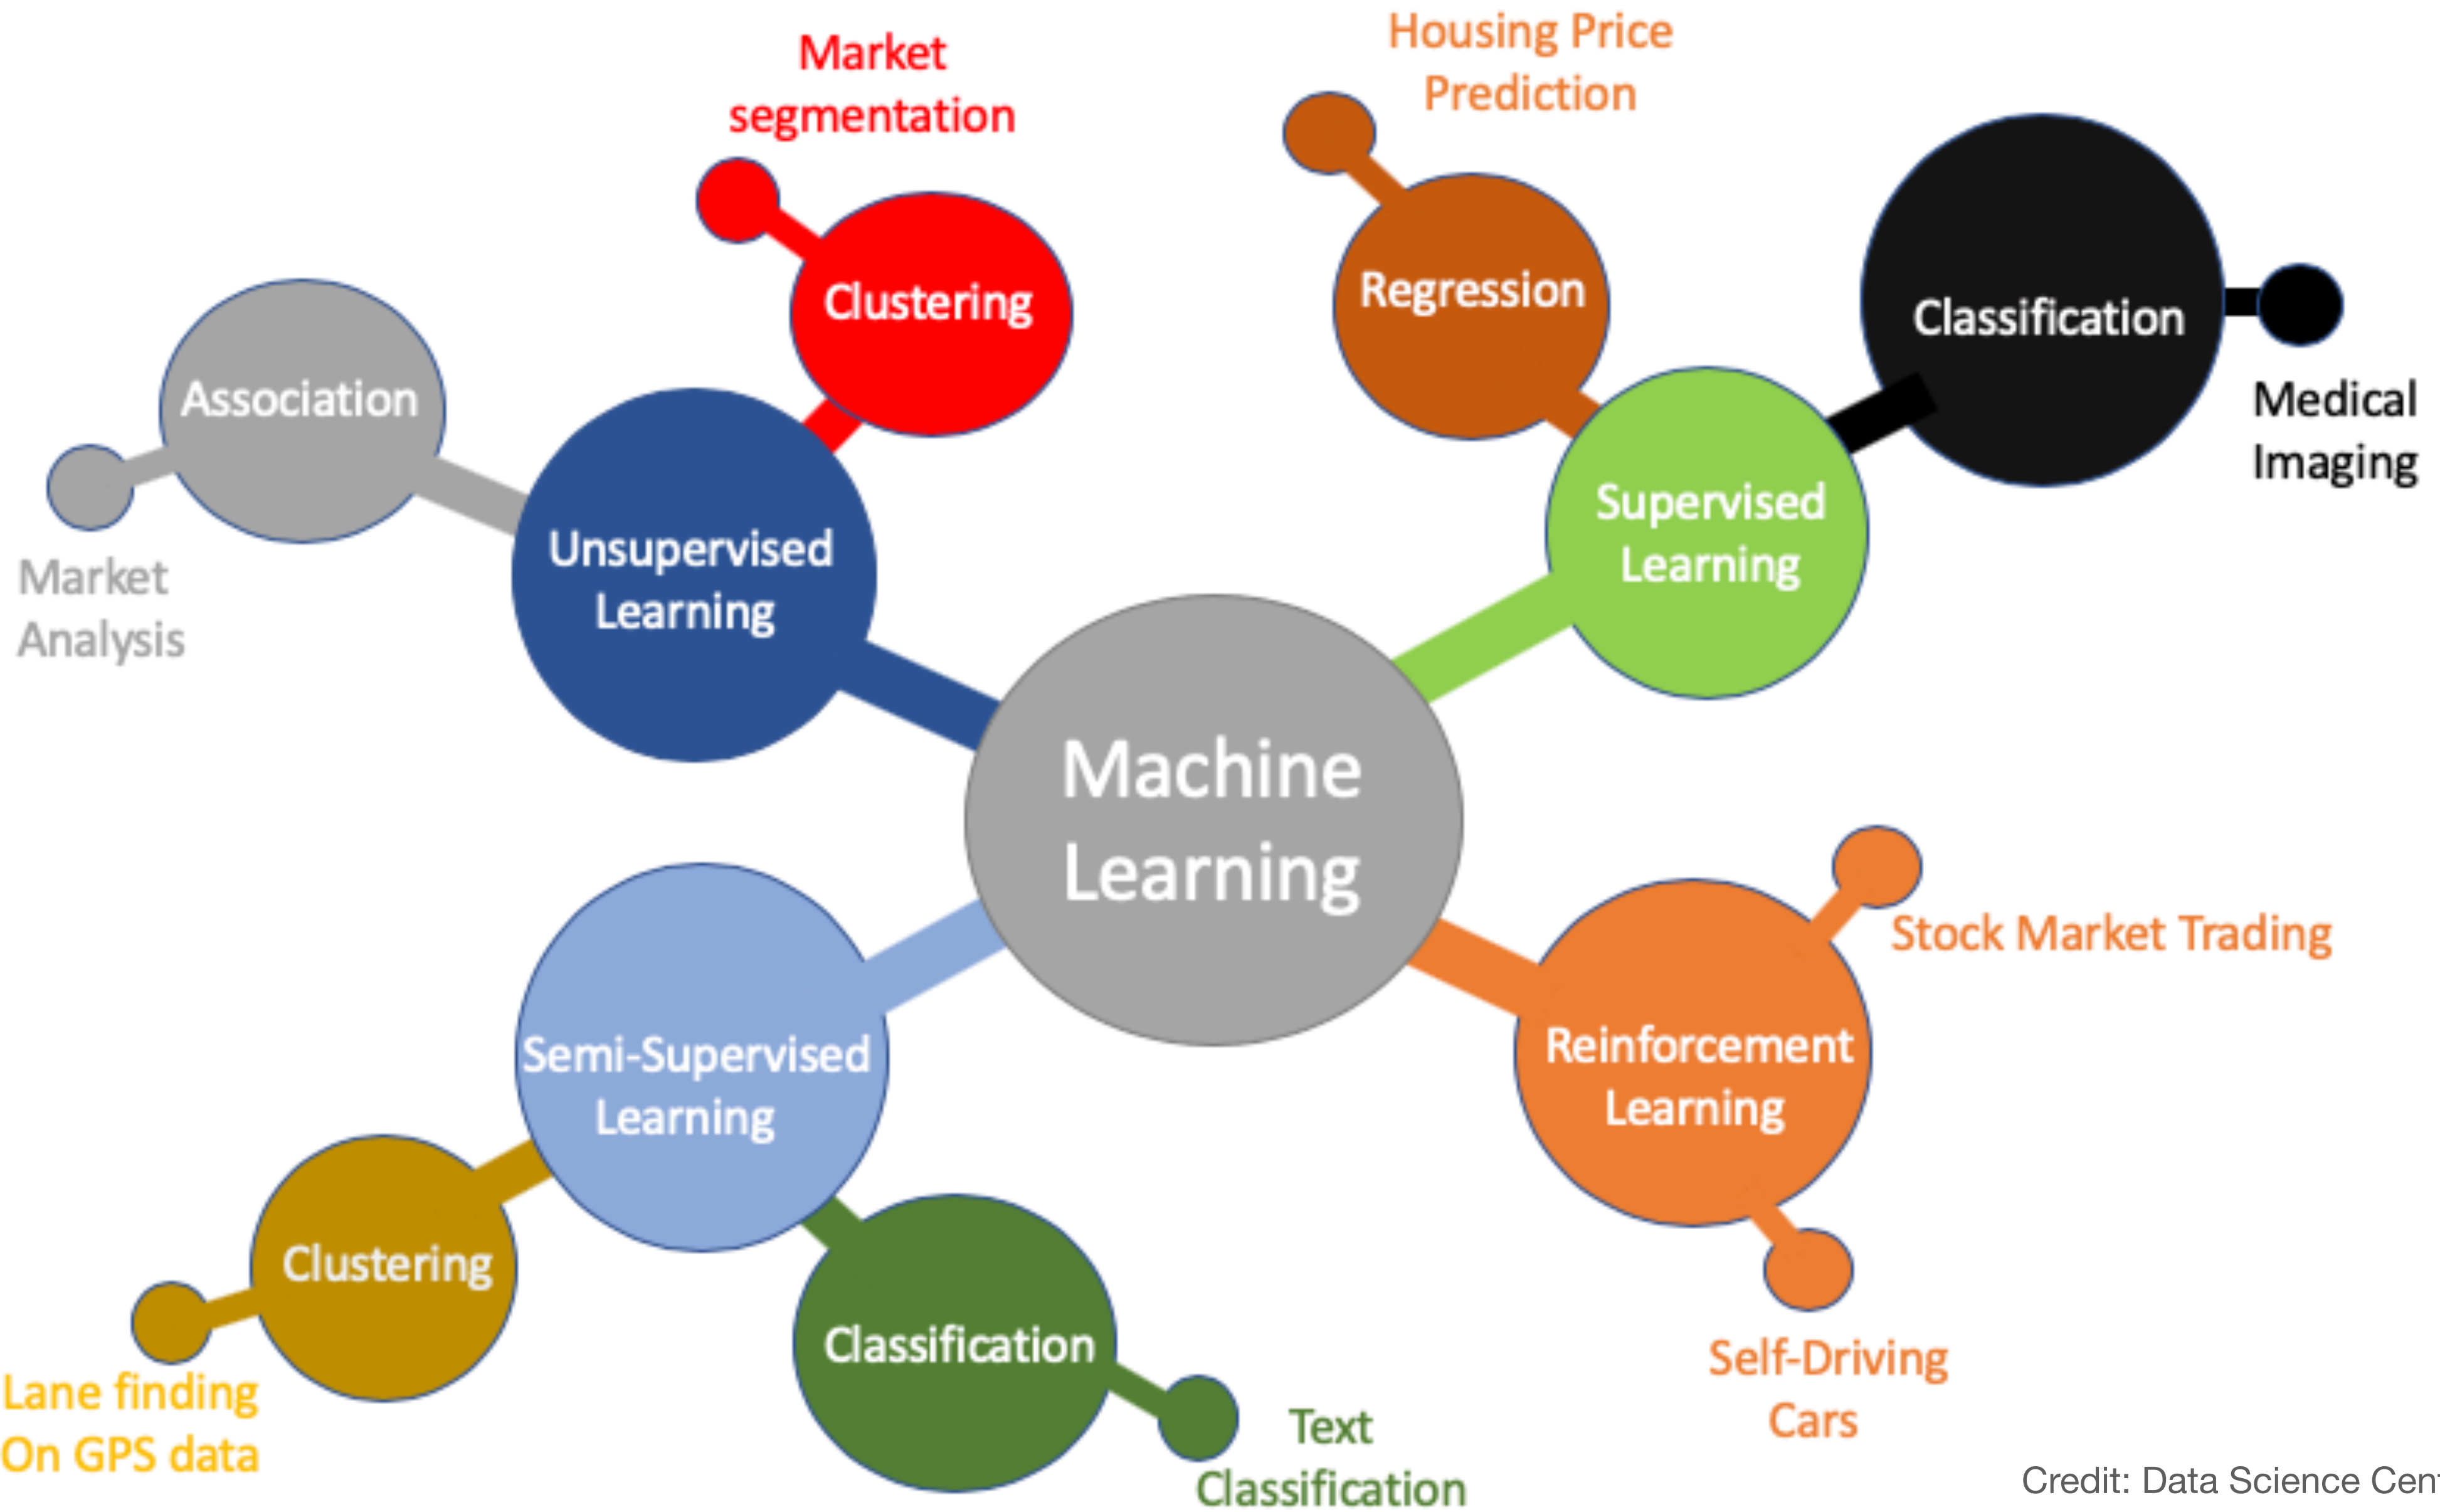 Housing Price
Prediction
Market
segmentation
Clustering
Regression
Classification
Association
Medical
Imaging
Supervised
Learning
Unsupervised
Learning
Market
Analysis
Machine
Learning
Stock Market Trading
Semi-Supervised
Learning
Reinforcement
Learning
Clustering
Classification
Lane finding
On GPS data
Self-Driving
Cars
Text
Classification
Credit: Data Science